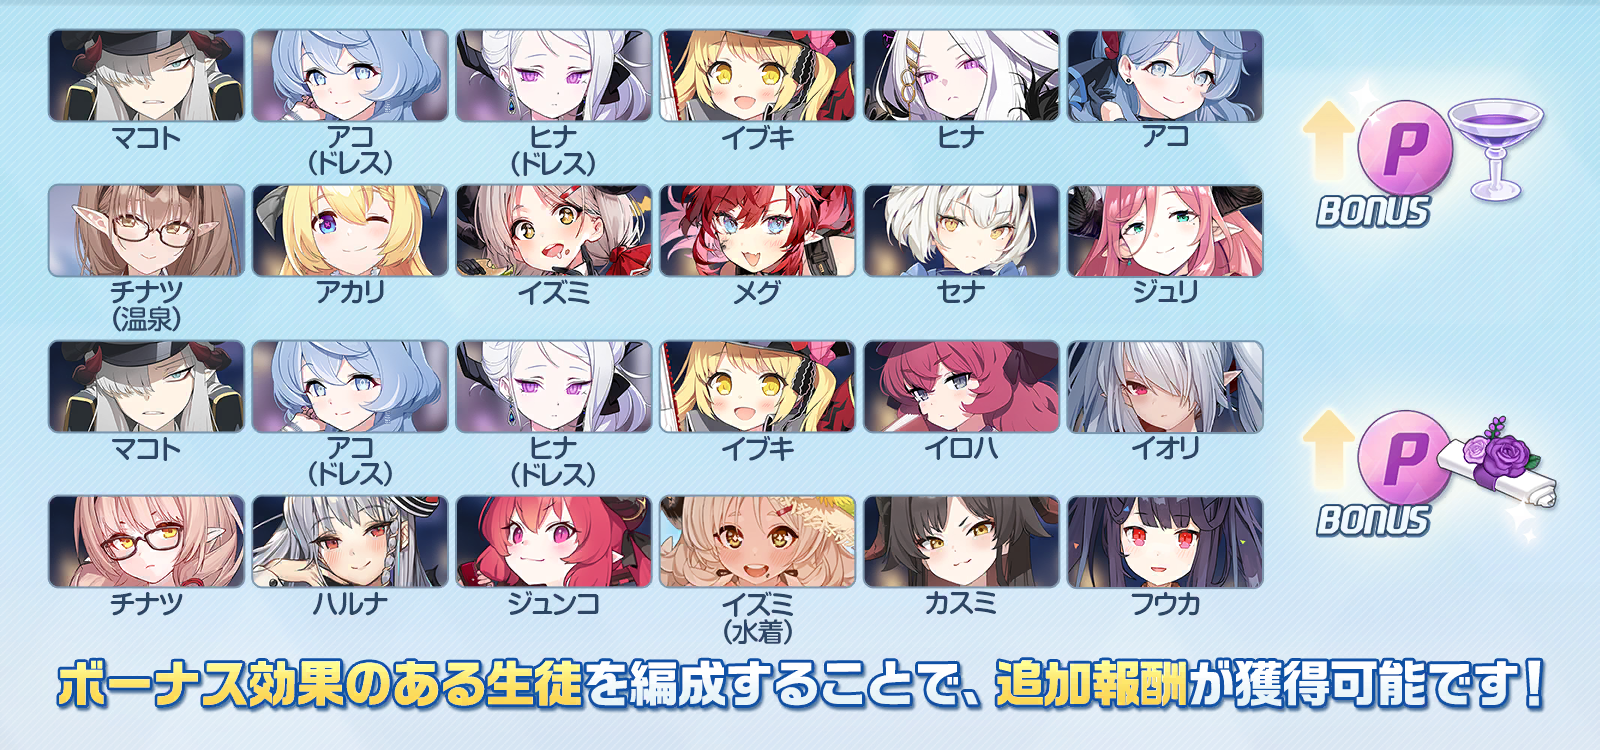 マコト
アコ
(ドレス)
ヒナ
(ドレス)
イブキ
ヒナ
アコ
P
BONUS
チナツ
(温泉)
アカリ
イズミ
メグ
セナ
ジュリ
マコト
アコ
(ドレス)
ヒナ
(ドレス)
イブキ
イロハ
イオリ
P
BONUS
チナツ
ハルナ
ジュンコ
イズミ
(水着)
カスミ
フウカ
ボーナス効果のある生徒を編成することで、追加報酬が獲得可能です!